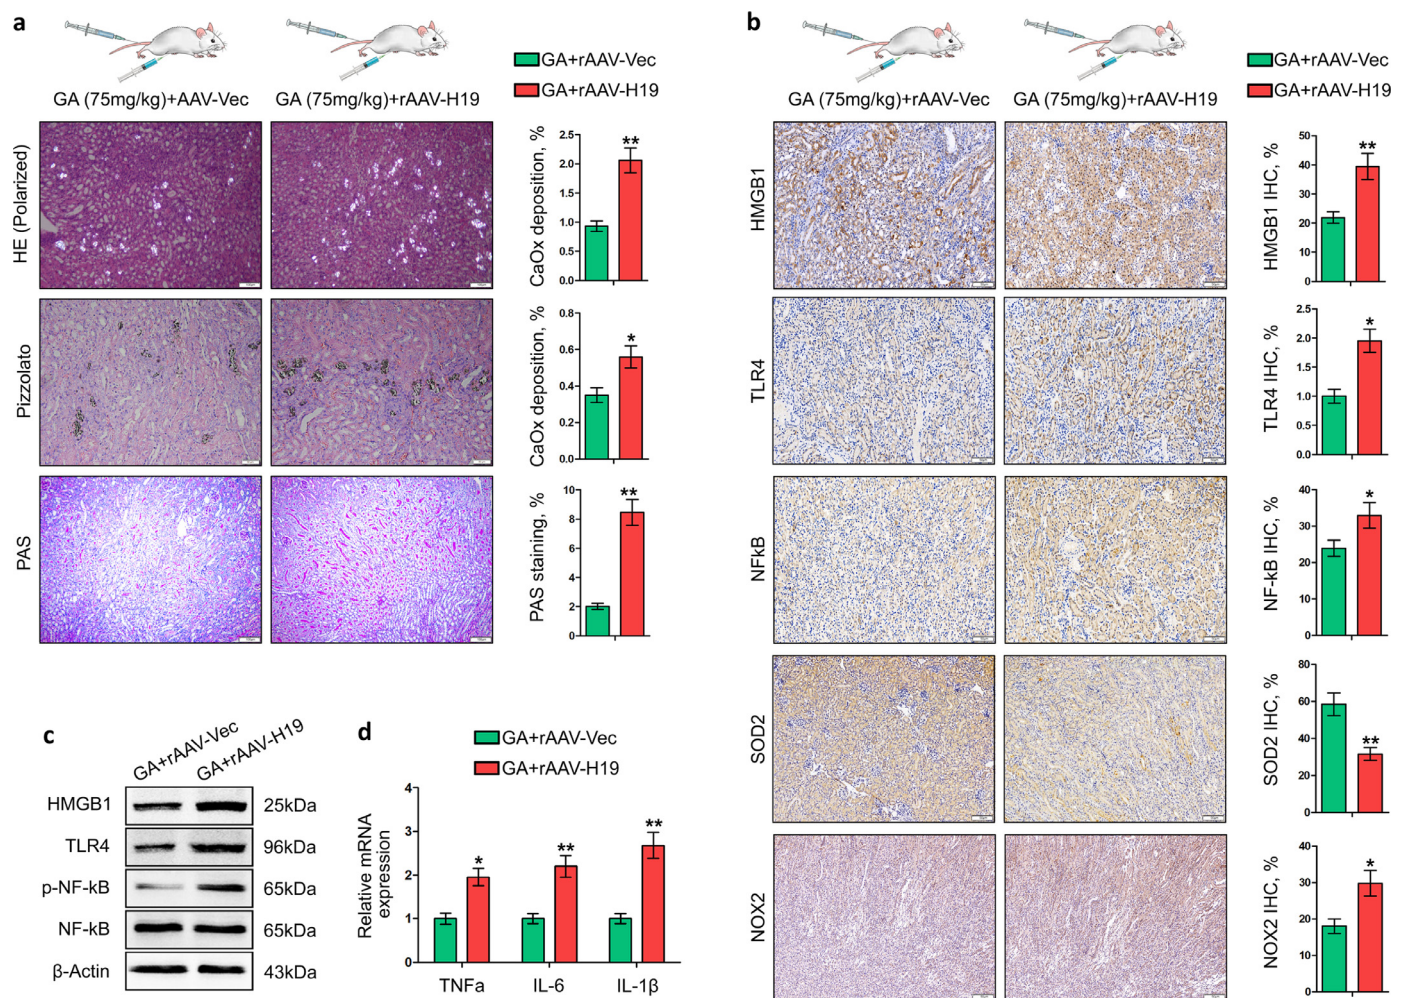 a
GA (75mg/kg)+AAV-Vec
GA (75mg/kg)+rAAV-H19
GA+rAAV-Vec
GA+rAAV-H19
HE (Polarized)
CaOx deposition, %
2.5
2.0
1.5
1.0
0.5
0.0
**
Pizzolato
CaOx deposition, %
0.8
0.6
0.4
0.2
0.0
*
PAS
PAS staining, %
10
8
6
4
2
0
**
b
GA (75mg/kg)+rAAV-Vec
GA (75mg/kg)+rAAV-H19
GA+rAAV-Vec
GA+rAAV-H19
HMGB1
HMGB1 IHC, %
50
40
30
20
10
0
**
TLR4
TLR4 IHC, %
2.5
2.0
1.5
1.0
0.5
0.0
*
NFkB
NF-kB IHC, %
40
30
20
10
0
*
SOD2
SOD2 IHC, %
80
60
40
20
0
**
NOX2
NOX2 IHC, %
40
30
20
10
0
*
c
GA+rAAV-Vec
GA+rAAV-H19
HMGB1 25kDa
TLR4 96kDa
p-NF-kB 65kDa
NF-kB 65kDa
β-Actin 43kDa
d
GA+rAAV-Vec
GA+rAAV-H19
Relative mRNA
expression
4
3
2
1
0
* ** **
TNFa IL-6 IL-1β